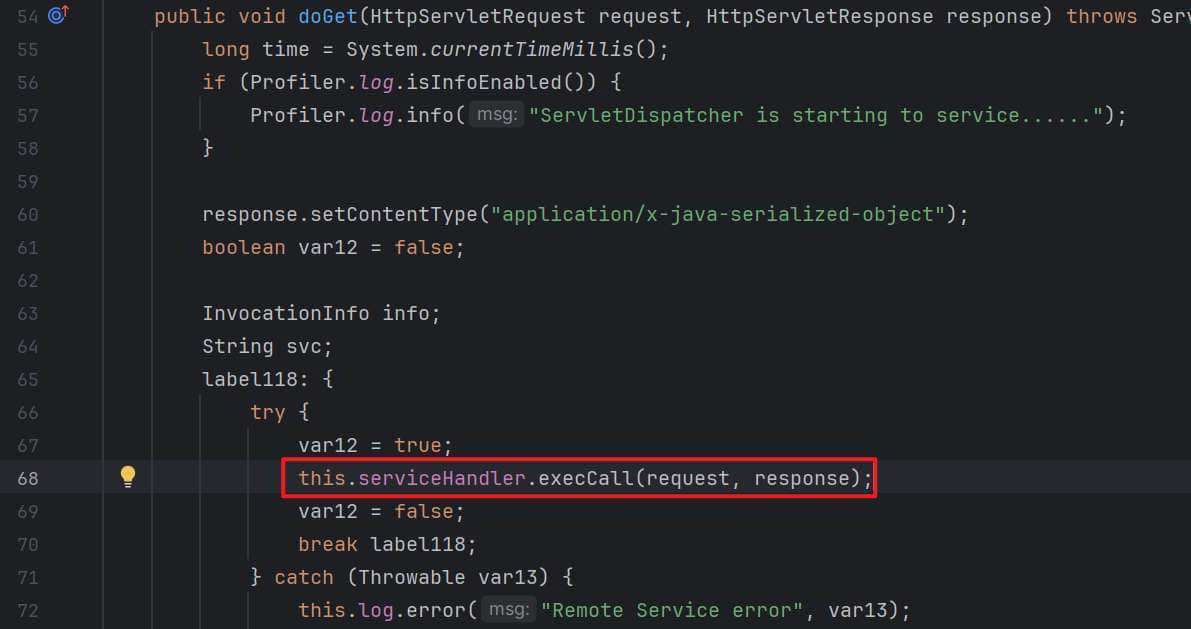 54 public void doGet(HttpServletRequest request, HttpServletResponse response) throws Serv
55 long time = System.currentTimeMillis();
56 if (Profiler.log.isInfoEnabled()) {
57 Profiler.log.info( msg: "ServletDispatcher is starting to service......");
58 }
59
60 response.setContentType("application/x-java-serialized-object");
61 boolean var12 = false;
62
63 InvocationInfo info;
64 String svc;
65 label118: {
66 try {
67 var12 = true;
68 this.serviceHandler.execCall(request, response);
69 var12 = false;
70 break label118;
71 } catch (Throwable var13) {
72 this.log.error( msg: "Remote Service error", var13);